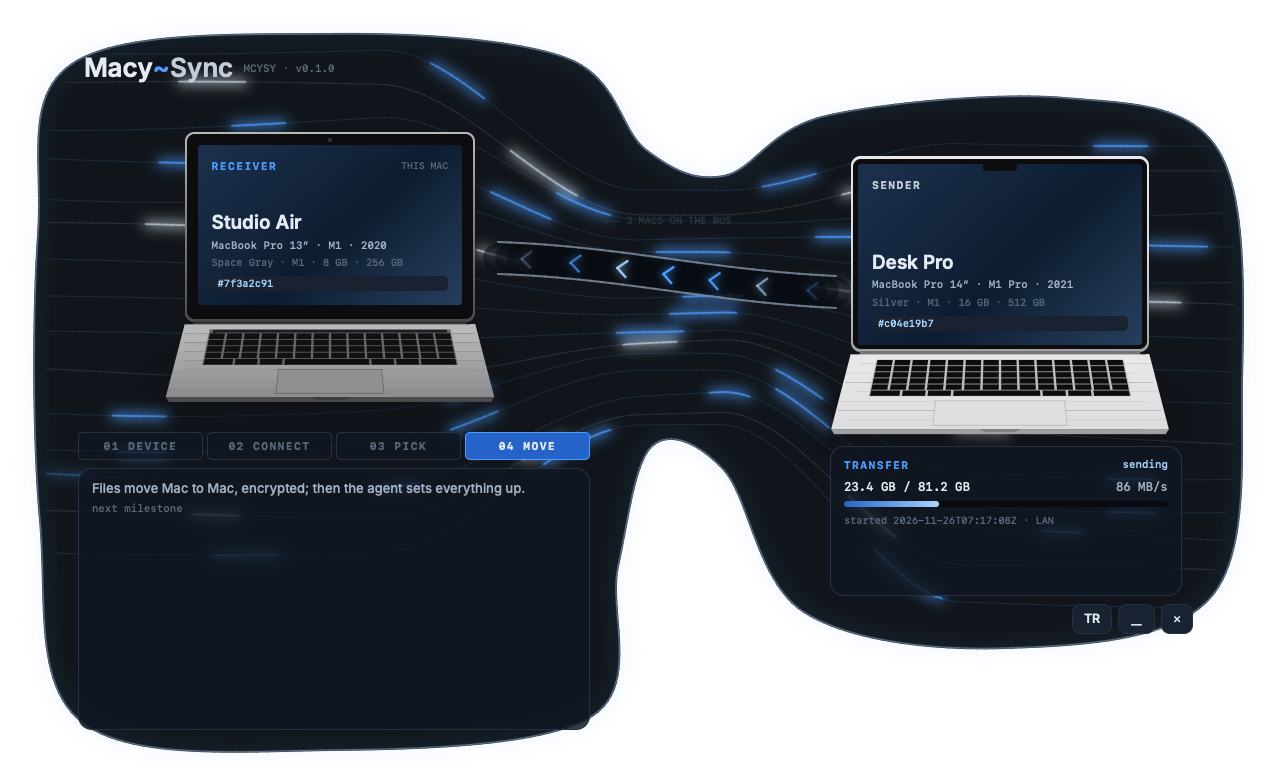 Macy~Sync MCYSY · v0.1.0
RECEIVER THIS MAC
Studio Air
MacBook Pro 13″ · M1 · 2020
Space Gray · M1 · 8 GB · 256 GB
#7f3a2c91
3 MACS ON THE BUS
SENDER
Desk Pro
MacBook Pro 14″ · M1 Pro · 2021
Silver · M1 · 16 GB · 512 GB
#c04e19b7
01 DEVICE 02 CONNECT 03 PICK 04 MOVE
Files move Mac to Mac, encrypted; then the agent sets everything up.
next milestone
TRANSFER sending
23.4 GB / 81.2 GB 86 MB/s
started 2026-11-26T07:17:08Z · LAN
TR _ ×